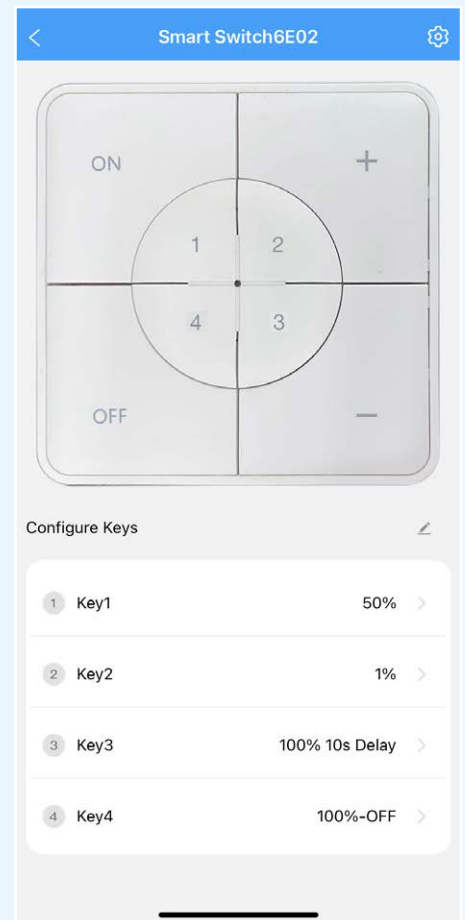 Smart Switch6E02
ON +
1 2
4 3
OFF −
Configure Keys
1 Key1 50%
2 Key2 1%
3 Key3 100% 10s Delay
4 Key4 100%-OFF